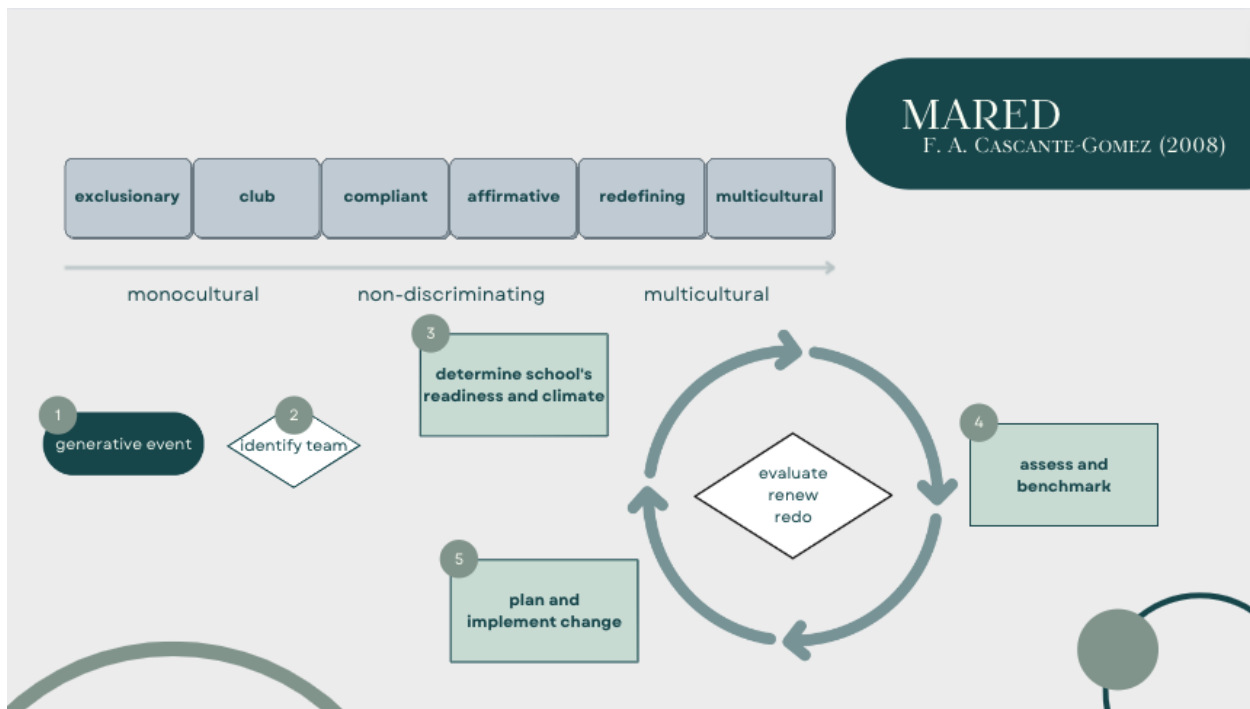 MARED
F. A. Cascante-Gomez (2008)
exclusionary club compliant affirmative redefining multicultural
monocultural non-discriminating multicultural
1
generative event
2
identify team
3
determine school's
readiness and climate
4
assess and
benchmark
5
plan and
implement change
evaluate
renew
redo